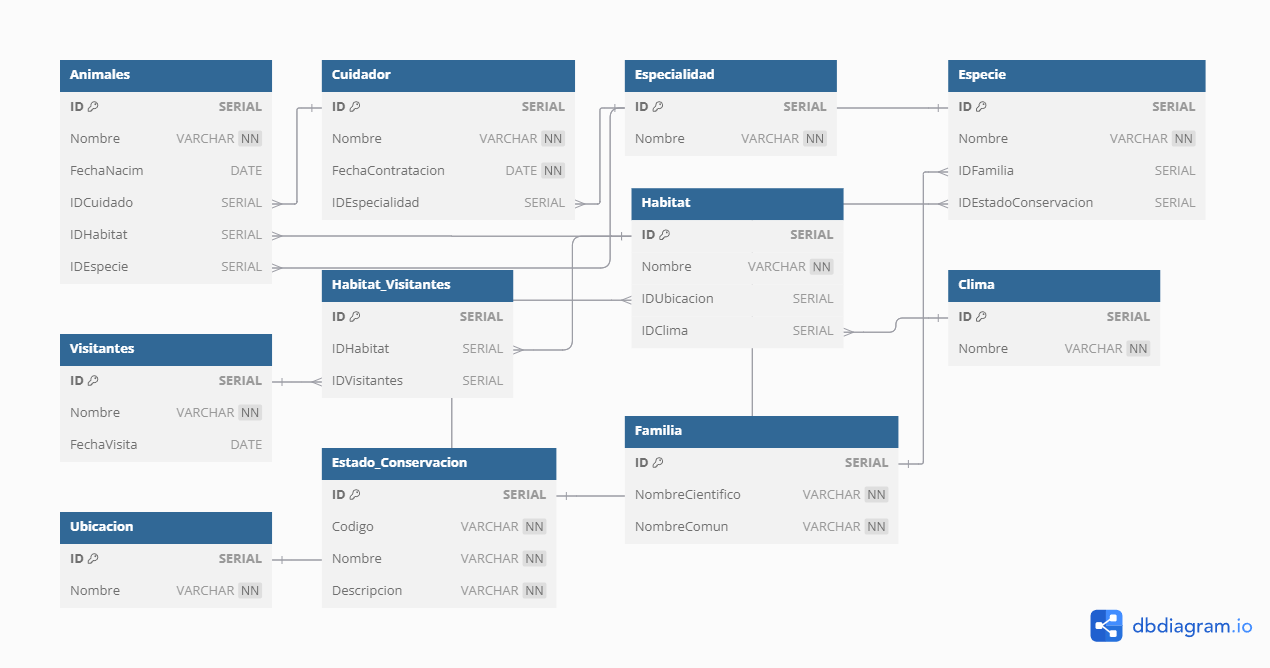 Animales
ID SERIAL
Nombre VARCHAR NN
FechaNacim DATE
IDCuidado SERIAL
IDHabitat SERIAL
IDEspecie SERIAL
Cuidador
ID SERIAL
Nombre VARCHAR NN
FechaContratacion DATE NN
IDEspecialidad SERIAL
Especialidad
ID SERIAL
Nombre VARCHAR NN
Especie
ID SERIAL
Nombre VARCHAR NN
IDFamilia SERIAL
IDEstadoConservacion SERIAL
Habitat
ID SERIAL
Nombre VARCHAR NN
IDUbicacion SERIAL
IDClima SERIAL
Habitat_Visitantes
ID SERIAL
IDHabitat SERIAL
IDVisitantes SERIAL
Clima
ID SERIAL
Nombre VARCHAR NN
Visitantes
ID SERIAL
Nombre VARCHAR NN
FechaVisita DATE
Familia
ID SERIAL
NombreCientifico VARCHAR NN
NombreComun VARCHAR NN
Estado_Conservacion
ID SERIAL
Codigo VARCHAR NN
Nombre VARCHAR NN
Descripcion VARCHAR NN
Ubicacion
ID SERIAL
Nombre VARCHAR NN
dbdiagram.io